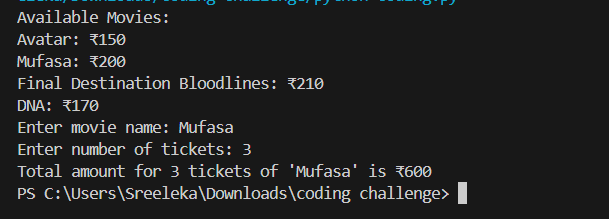 Available Movies:
Avatar: ₹150
Mufasa: ₹200
Final Destination Bloodlines: ₹210
DNA: ₹170
Enter movie name: Mufasa
Enter number of tickets: 3
Total amount for 3 tickets of 'Mufasa' is ₹600
PS C:\Users\Sreeleka\Downloads\coding challenge>